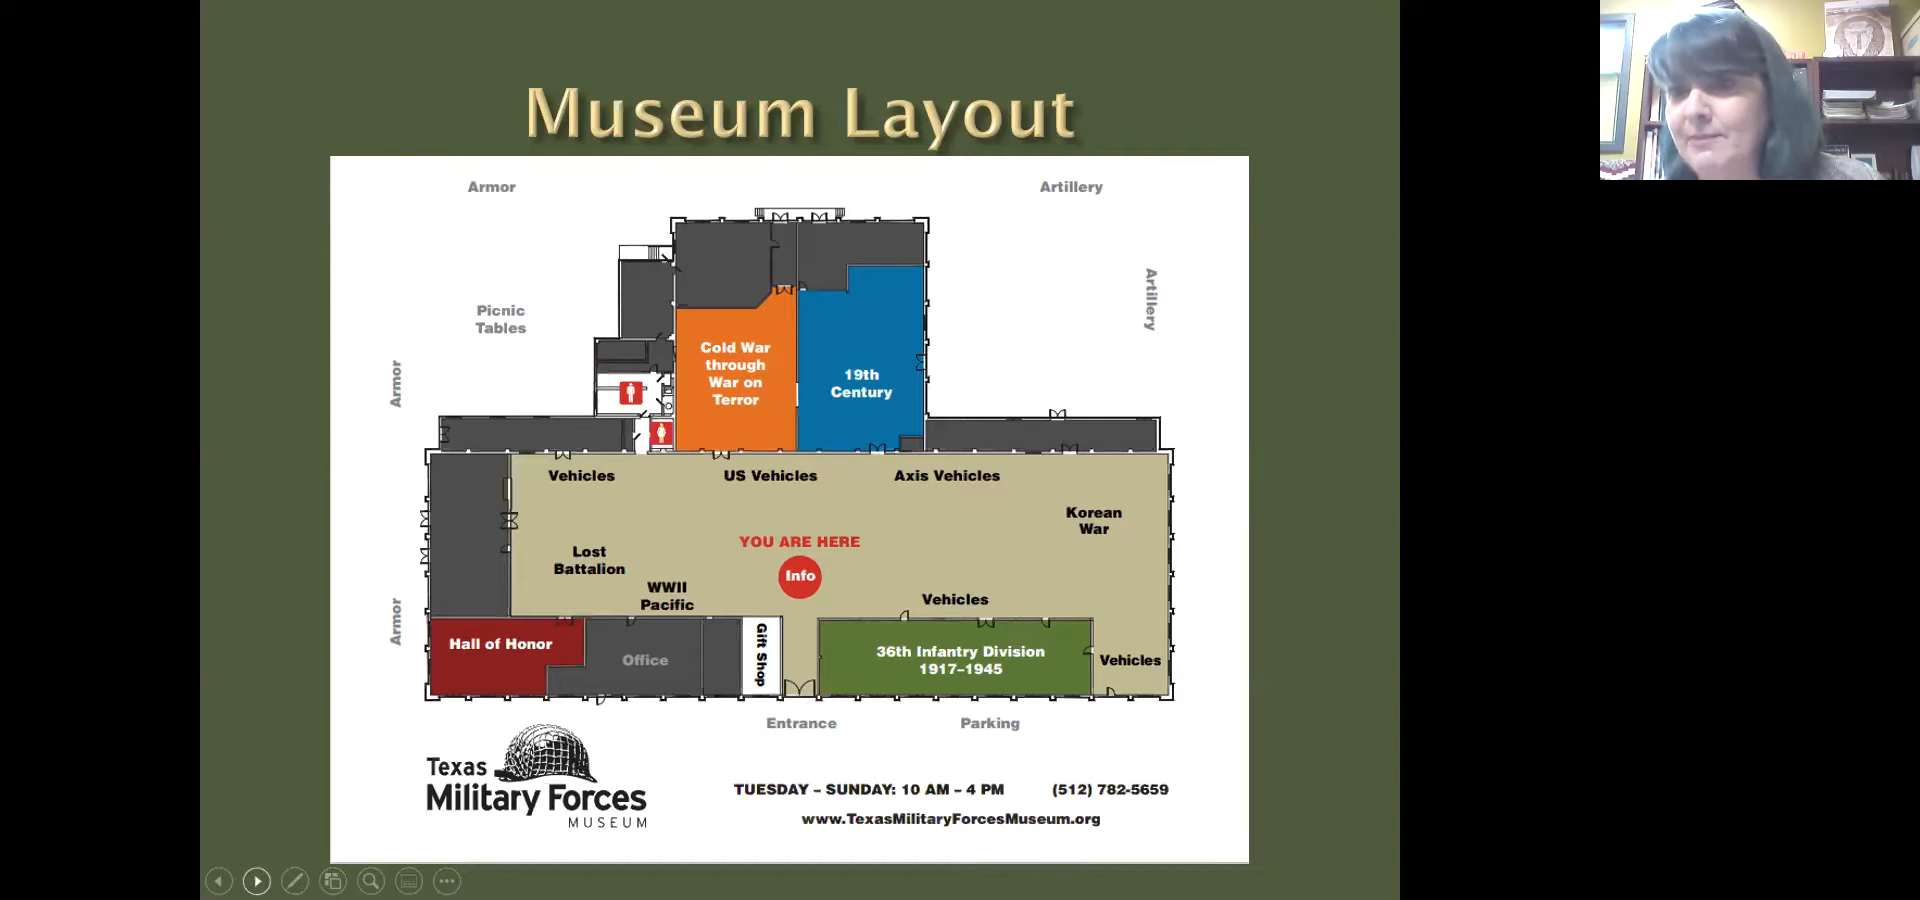 Museum Layout
Armor
Artillery
Artillery
Picnic
Tables
Armor
Cold War
through
War on
Terror
19th
Century
Vehicles
US Vehicles
Axis Vehicles
Korean
War
YOU ARE HERE
Info
Lost
Battalion
WWII
Pacific
Vehicles
Armor
Hall of Honor
Office
Gift Shop
36th Infantry Division
1917–1945
Vehicles
Entrance
Parking
Texas
Military Forces
MUSEUM
TUESDAY – SUNDAY: 10 AM – 4 PM
(512) 782-5659
www.TexasMilitaryForcesMuseum.org